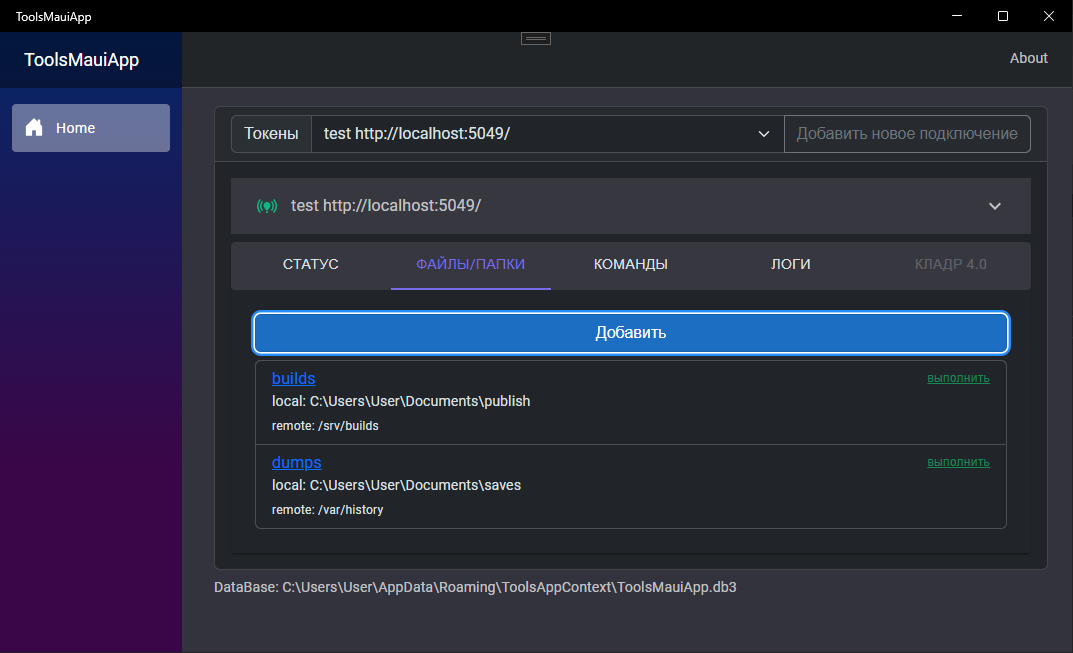 ToolsMauiApp
ToolsMauiApp
About
Home
Токены test http://localhost:5049/ Добавить новое подключение
test http://localhost:5049/
СТАТУС ФАЙЛЫ/ПАПКИ КОМАНДЫ ЛОГИ КЛАДР 4.0
Добавить
builds выполнить
local: C:\Users\User\Documents\publish
remote: /srv/builds
dumps выполнить
local: C:\Users\User\Documents\saves
remote: /var/history
DataBase: C:\Users\User\AppData\Roaming\ToolsAppContext\ToolsMauiApp.db3